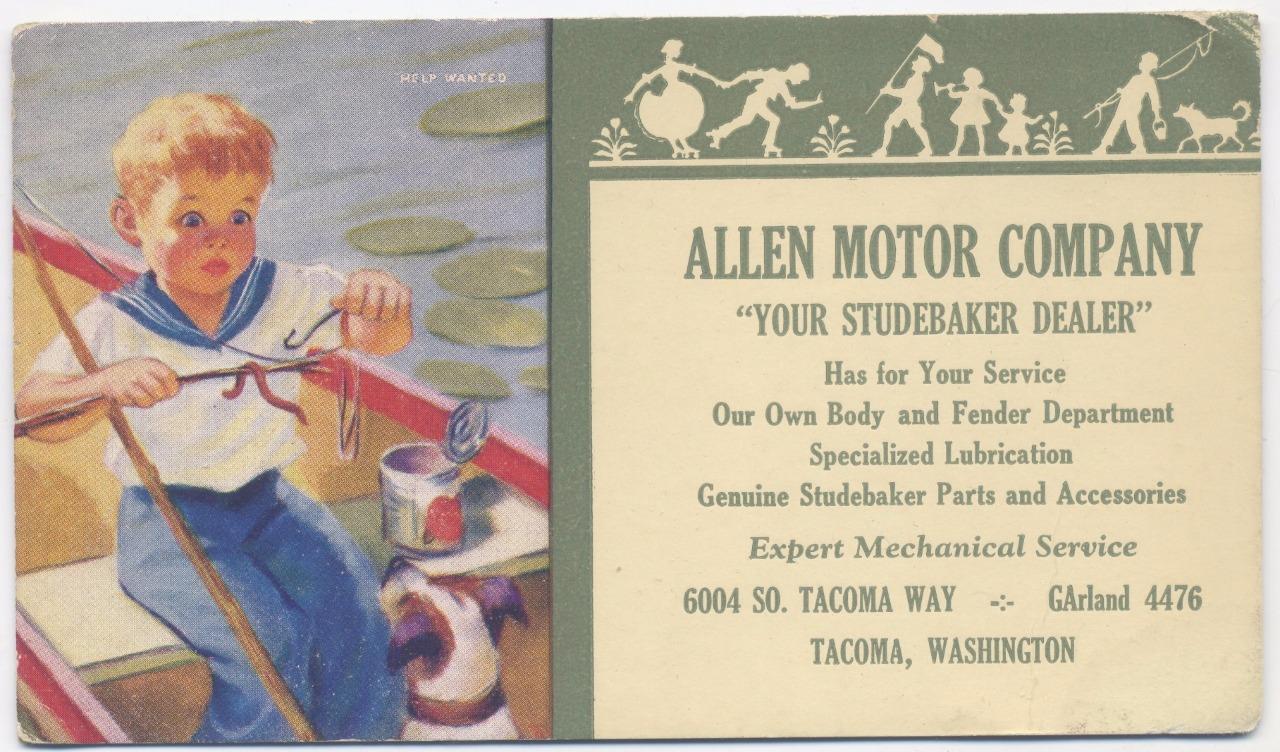 HELP WANTED
ALLEN MOTOR COMPANY
“YOUR STUDEBAKER DEALER”
Has for Your Service
Our Own Body and Fender Department
Specialized Lubrication
Genuine Studebaker Parts and Accessories
Expert Mechanical Service
6004 SO. TACOMA WAY -:- GArland 4476
TACOMA, WASHINGTON